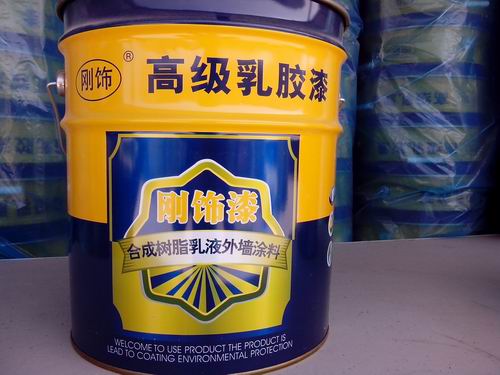 刚饰 ®
高级乳胶漆
刚饰漆
合成树脂乳液外墙涂料
WELCOME TO USE PRODUCT THE PRODUCT IS
LEAD TO COATING ENVIRONMENTAL PROTECTION